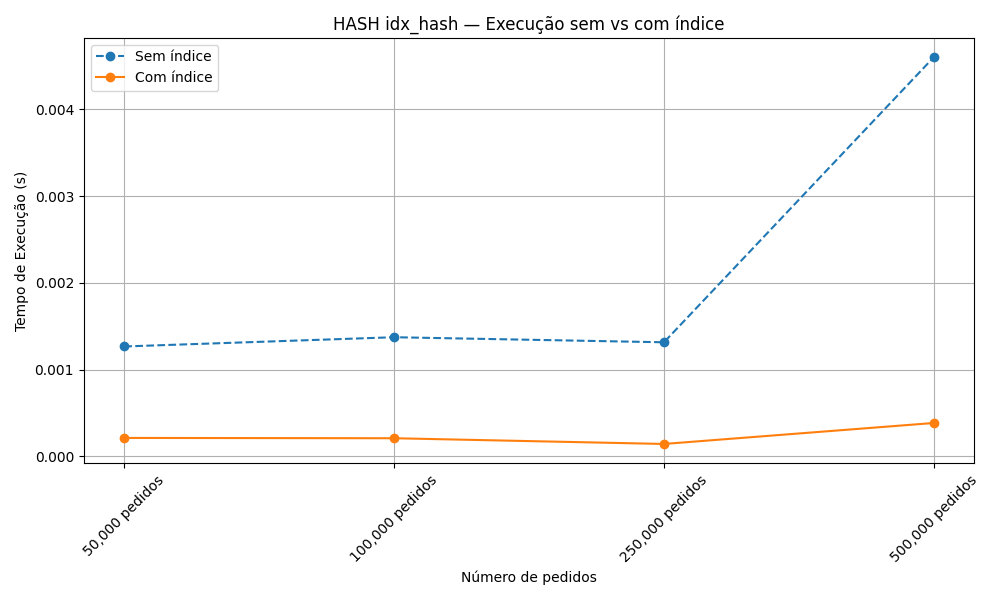 HASH idx_hash — Execução sem vs com índice
Sem índice
Com índice
Tempo de Execução (s)
0.004
0.003
0.002
0.001
0.000
50,000 pedidos
100,000 pedidos
250,000 pedidos
500,000 pedidos
Número de pedidos